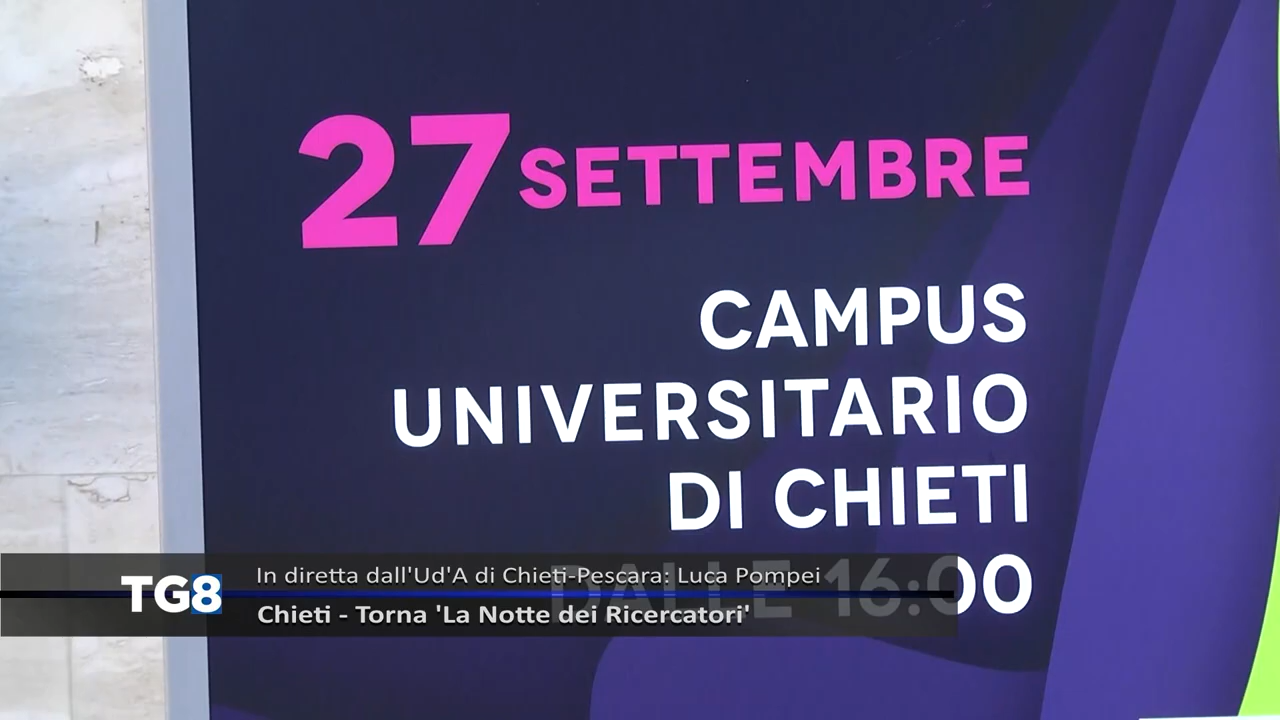 27 SETTEMBRE
CAMPUS
UNIVERSITARIO
DI CHIETI
DALLE 16:00
TG8
In diretta dall'Ud'A di Chieti-Pescara: Luca Pompei
Chieti - Torna 'La Notte dei Ricercatori'